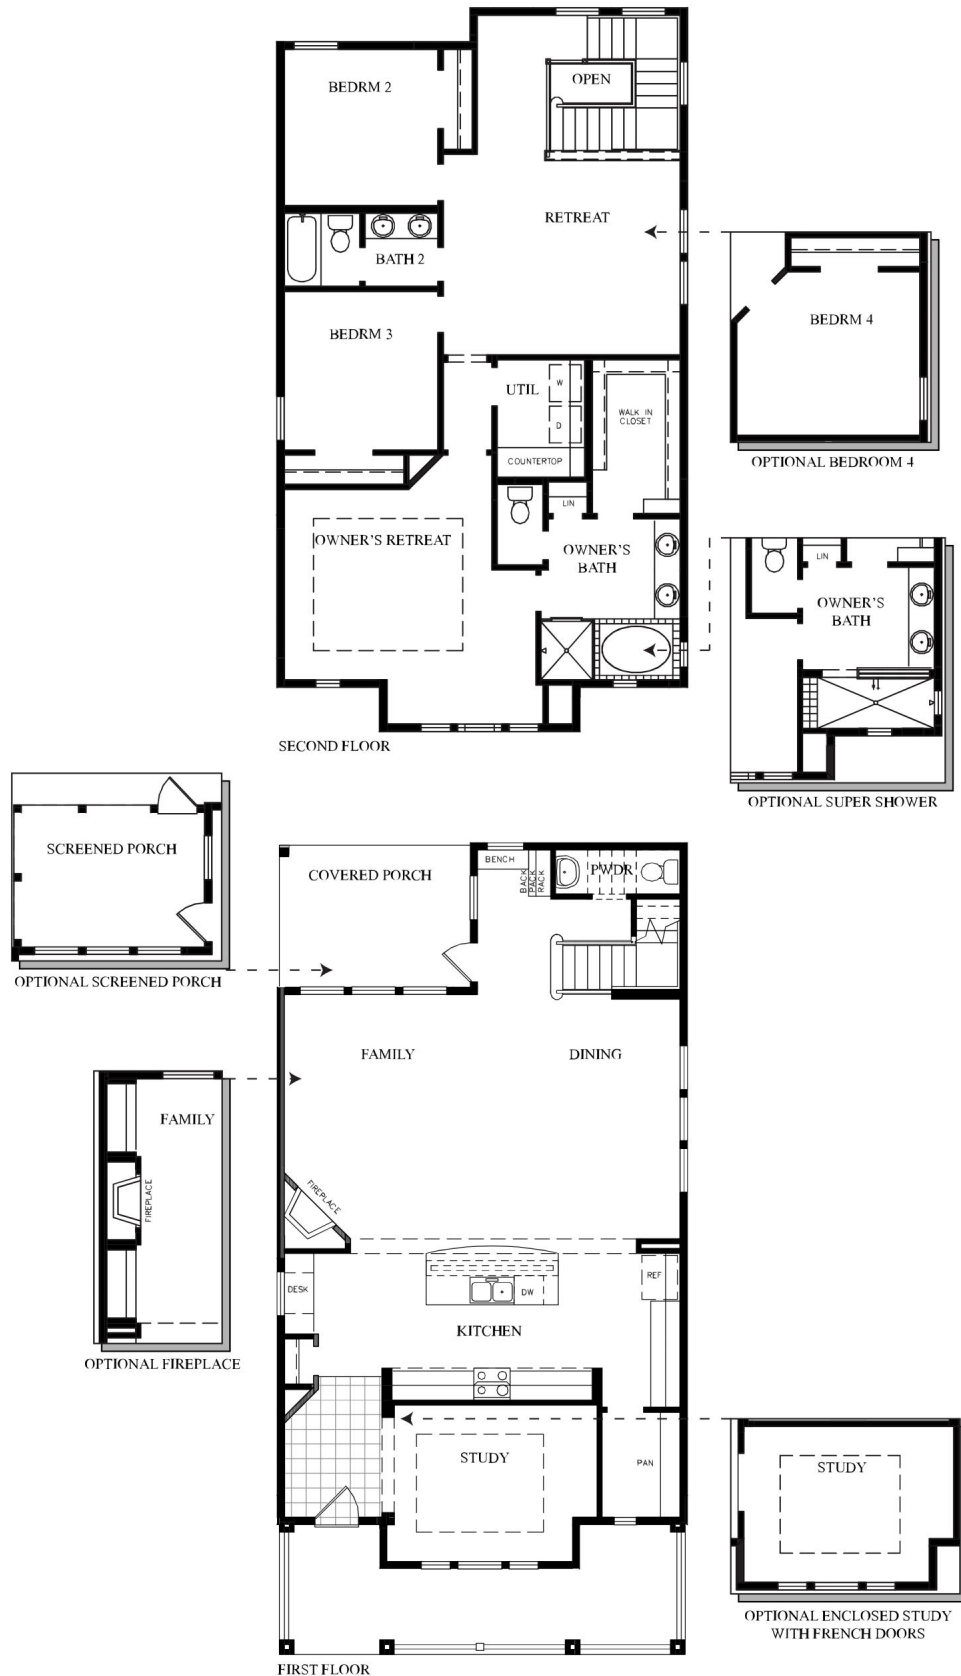 BEDRM 2
OPEN
RETREAT
BATH 2
BEDRM 3
UTIL
W
D
COUNTERTOP
WALK IN
CLOSET
LIN
OWNER'S RETREAT
OWNER'S
BATH
SECOND FLOOR
BEDRM 4
OPTIONAL BEDROOM 4
LIN
OWNER'S
BATH
OPTIONAL SUPER SHOWER
SCREENED PORCH
OPTIONAL SCREENED PORCH
COVERED PORCH
BENCH
BACK
PACK
RACK
PWDR
FAMILY
DINING
FIREPLACE
FAMILY
FIREPLACE
OPTIONAL FIREPLACE
DESK
DW
REF
KITCHEN
STUDY
PAN
FIRST FLOOR
STUDY
OPTIONAL ENCLOSED STUDY
WITH FRENCH DOORS